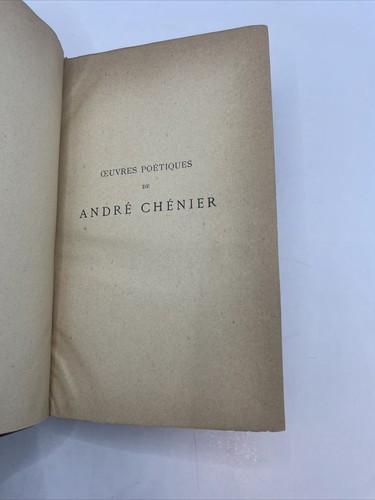 ŒUVRES POÉTIQUES
DE
ANDRÉ CHÉNIER